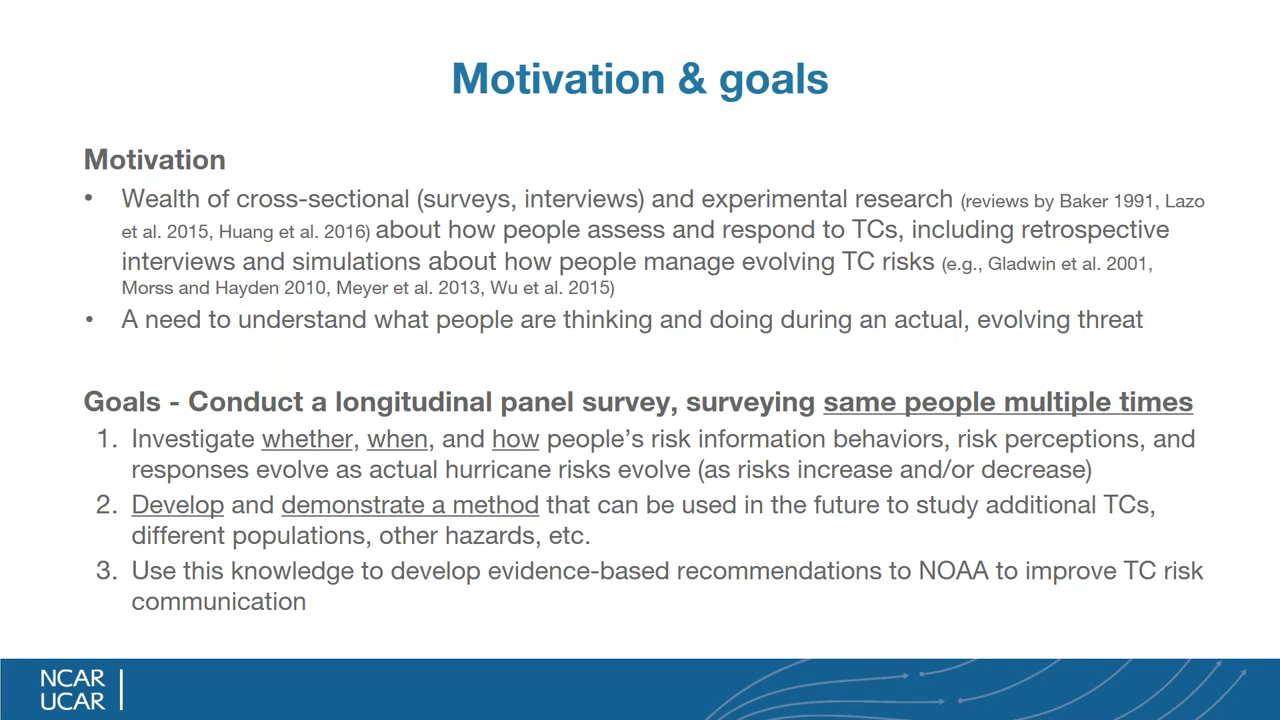 Motivation & goals
Motivation
• Wealth of cross-sectional (surveys, interviews) and experimental research (reviews by Baker 1991, Lazo
et al. 2015, Huang et al. 2016) about how people assess and respond to TCs, including retrospective
interviews and simulations about how people manage evolving TC risks (e.g., Gladwin et al. 2001,
Morss and Hayden 2010, Meyer et al. 2013, Wu et al. 2015)
• A need to understand what people are thinking and doing during an actual, evolving threat
Goals - Conduct a longitudinal panel survey, surveying same people multiple times
1. Investigate whether, when, and how people’s risk information behaviors, risk perceptions, and
responses evolve as actual hurricane risks evolve (as risks increase and/or decrease)
2. Develop and demonstrate a method that can be used in the future to study additional TCs,
different populations, other hazards, etc.
3. Use this knowledge to develop evidence-based recommendations to NOAA to improve TC risk
communication
NCAR
UCAR